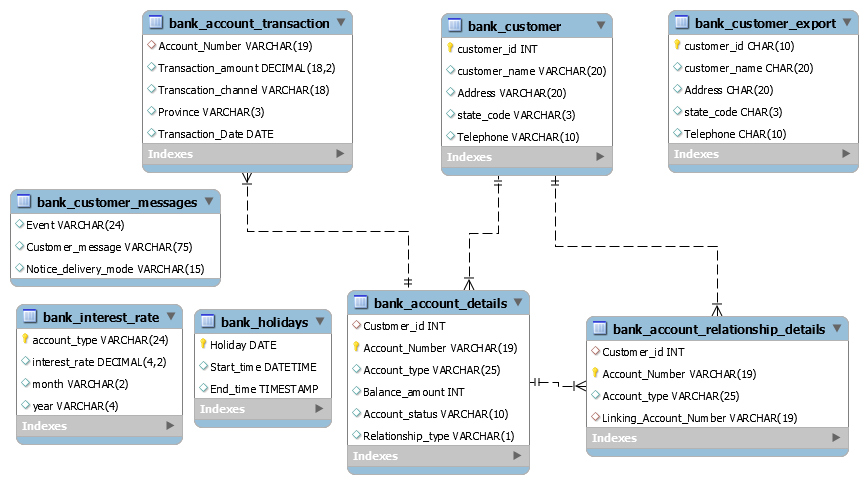 bank_account_transaction
Account_Number VARCHAR(19)
Transaction_amount DECIMAL(18,2)
Transcation_channel VARCHAR(18)
Province VARCHAR(3)
Transaction_Date DATE
Indexes
bank_customer
customer_id INT
customer_name VARCHAR(20)
Address VARCHAR(20)
state_code VARCHAR(3)
Telephone VARCHAR(10)
Indexes
bank_customer_export
customer_id CHAR(10)
customer_name CHAR(20)
Address CHAR(20)
state_code CHAR(3)
Telephone CHAR(10)
Indexes
bank_customer_messages
Event VARCHAR(24)
Customer_message VARCHAR(75)
Notice_delivery_mode VARCHAR(15)
bank_interest_rate
account_type VARCHAR(24)
interest_rate DECIMAL(4,2)
month VARCHAR(2)
year VARCHAR(4)
Indexes
bank_holidays
Holiday DATE
Start_time DATETIME
End_time TIMESTAMP
Indexes
bank_account_details
Customer_id INT
Account_Number VARCHAR(19)
Account_type VARCHAR(25)
Balance_amount INT
Account_status VARCHAR(10)
Relationship_type VARCHAR(1)
Indexes
bank_account_relationship_details
Customer_id INT
Account_Number VARCHAR(19)
Account_type VARCHAR(25)
Linking_Account_Number VARCHAR(19)
Indexes